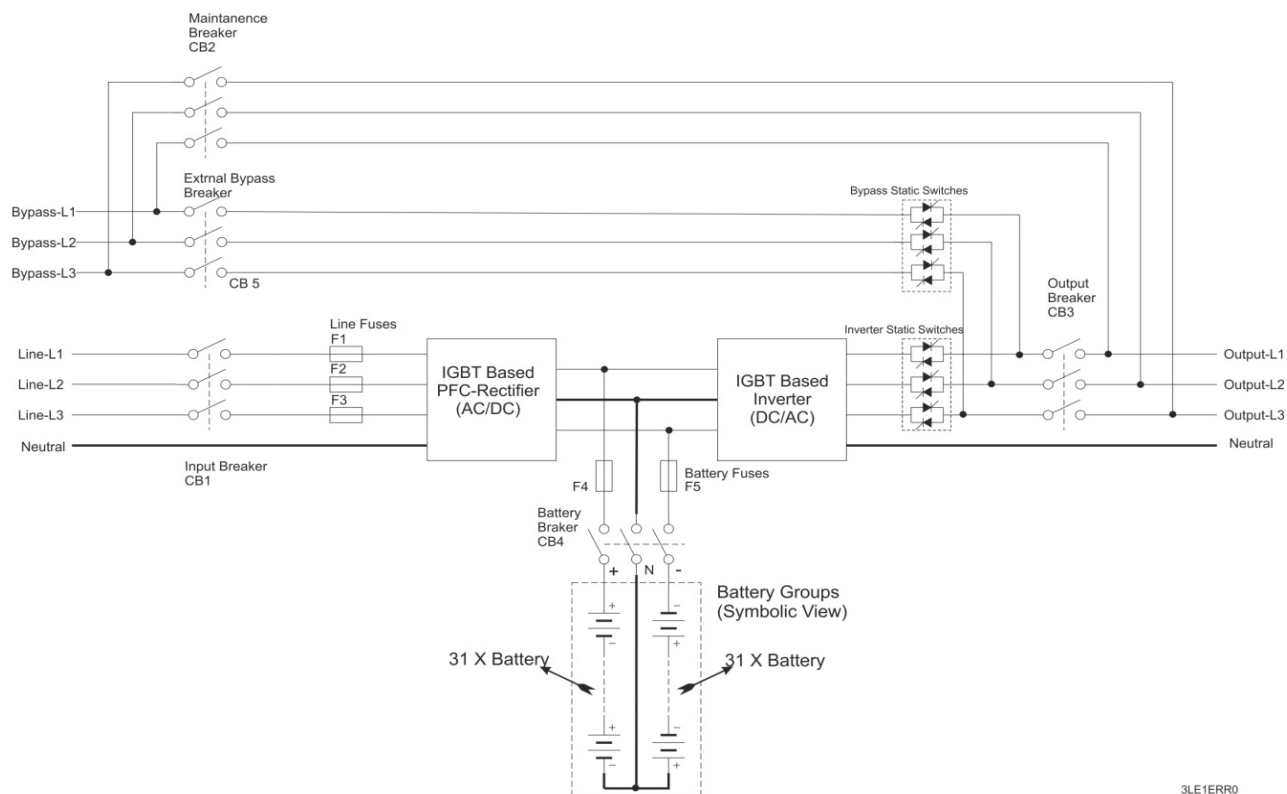 Maintanence
Breaker
CB2
Extrnal Bypass
Breaker
Bypass Static Switches
Bypass-L1
Bypass-L2
Bypass-L3
CB 5
Output
Breaker
CB3
Line Fuses
F1
Inverter Static Switches
Line-L1
F2
Line-L2
F3
Line-L3
Neutral
IGBT Based
PFC-Rectifier
(AC/DC)
IGBT Based
Inverter
(DC/AC)
Output-L1
Output-L2
Output-L3
Neutral
Input Breaker
CB1
F4
Battery Fuses
F5
Battery
Braker
CB4
+
N
-
Battery Groups
(Symbolic View)
+
-
-
+
31 X Battery
31 X Battery
+
-
-
+
3LE1ERR0